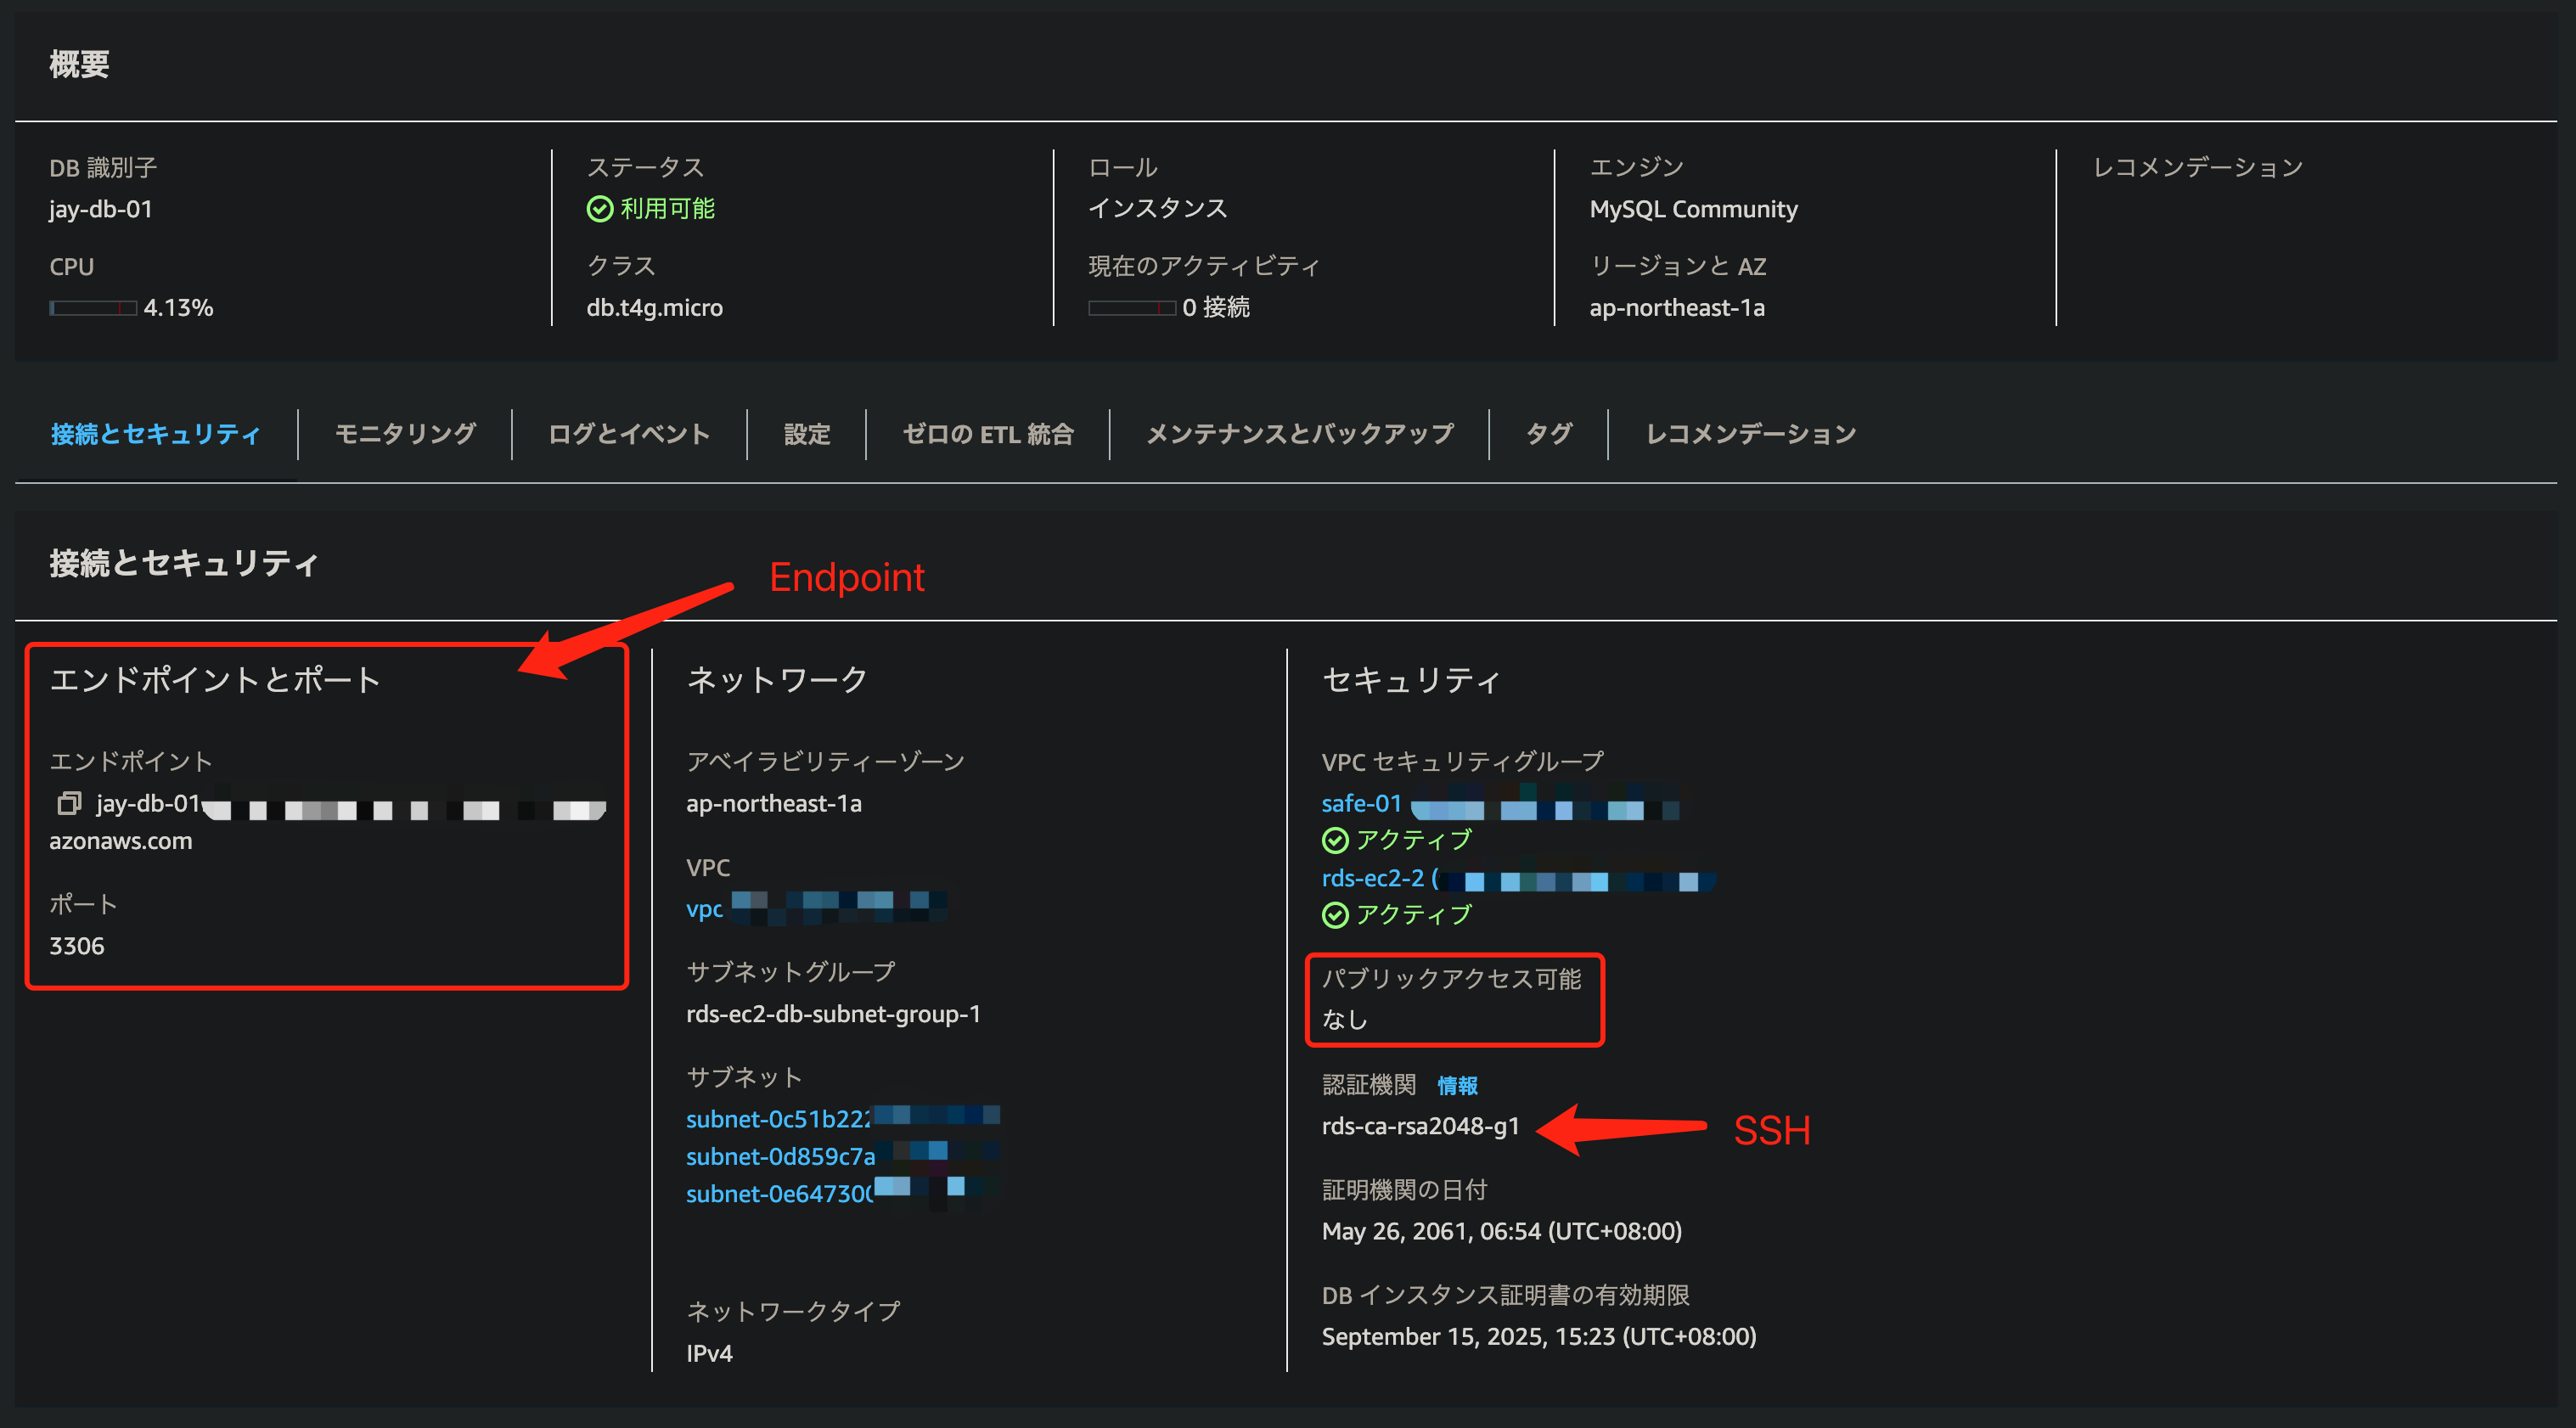 概要
DB 識別子
jay-db-01
CPU
4.13%
ステータス
利用可能
クラス
db.t4g.micro
ロール
インスタンス
現在のアクティビティ
0 接続
エンジン
MySQL Community
リージョンと AZ
ap-northeast-1a
レコメンデーション
接続とセキュリティ
モニタリング
ログとイベント
設定
ゼロの ETL 統合
メンテナンスとバックアップ
タグ
レコメンデーション
接続とセキュリティ
Endpoint
エンドポイントとポート
エンドポイント
jay-db-01
azonaws.com
ポート
3306
ネットワーク
アベイラビリティーゾーン
ap-northeast-1a
VPC
vpc
サブネットグループ
rds-ec2-db-subnet-group-1
サブネット
subnet-0c51b222
subnet-0d859c7a
subnet-0e647300
ネットワークタイプ
IPv4
セキュリティ
VPC セキュリティグループ
safe-01
アクティブ
rds-ec2-2 (
アクティブ
パブリックアクセス可能
なし
認証機関 情報
rds-ca-rsa2048-g1
SSH
証明機関の日付
May 26, 2061, 06:54 (UTC+08:00)
DB インスタンス証明書の有効期限
September 15, 2025, 15:23 (UTC+08:00)